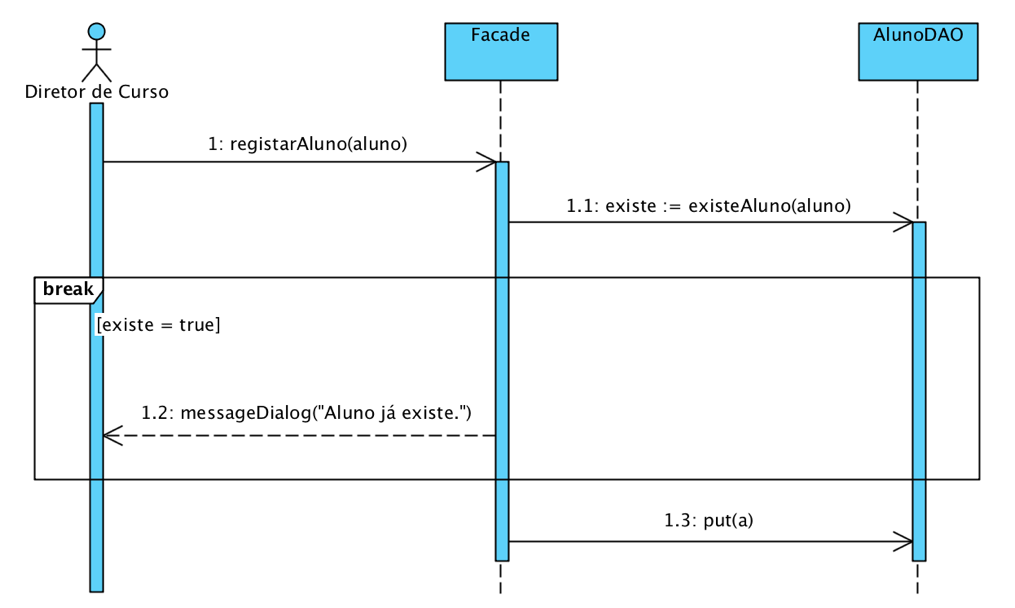 Facade
AlunoDAO
Diretor de Curso
1: registarAluno(aluno)
1.1: existe := existeAluno(aluno)
break
[existe = true]
1.2: messageDialog("Aluno já existe.")
1.3: put(a)